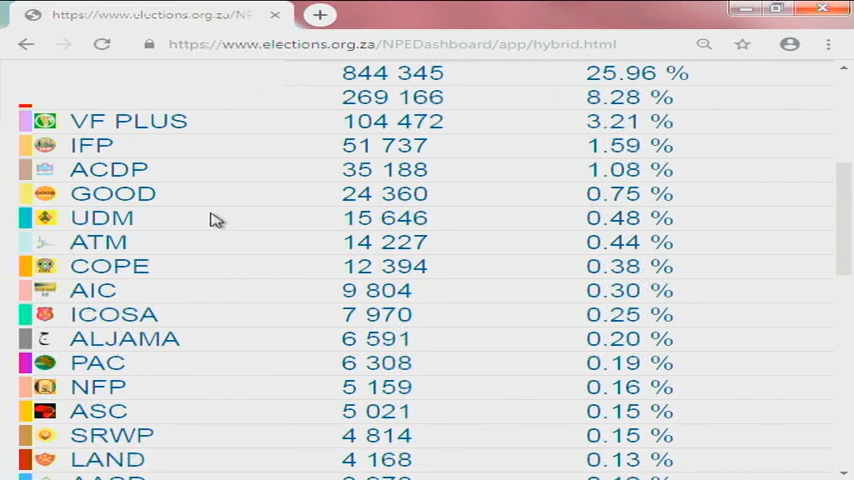 https://www.elections.org.za/NP
https://www.elections.org.za/NPEDashboard/app/hybrid.html
844 345 25.96 %
269 166 8.28 %
VF PLUS 104 472 3.21 %
IFP 51 737 1.59 %
ACDP 35 188 1.08 %
GOOD 24 360 0.75 %
UDM 15 646 0.48 %
ATM 14 227 0.44 %
COPE 12 394 0.38 %
AIC 9 804 0.30 %
ICOSA 7 970 0.25 %
ALJAMA 6 591 0.20 %
PAC 6 308 0.19 %
NFP 5 159 0.16 %
ASC 5 021 0.15 %
SRWP 4 814 0.15 %
LAND 4 168 0.13 %